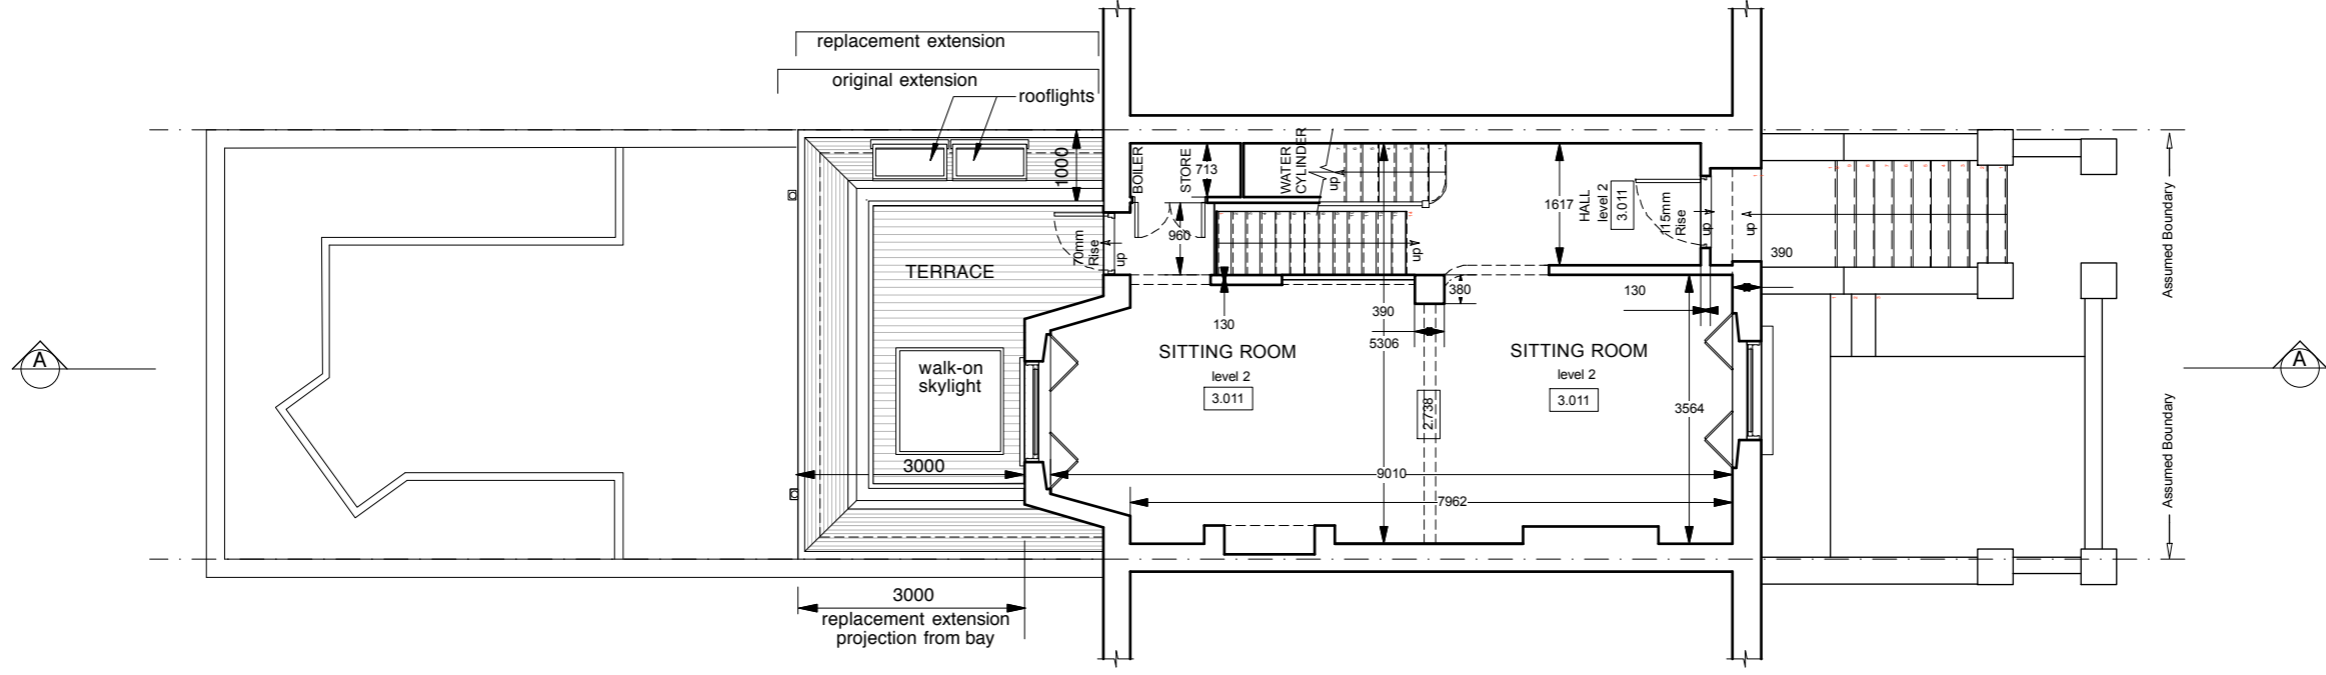 replacement extension
original extension
rooflights
1000
BOILER
STORE
713
WATER
CYLINDER
up
960
70mm
Rise
up
up
TERRACE
1617
HALL
level 2
3.011
115mm
Rise
up
up
390
Assumed Boundary
Assumed Boundary
A
A
130
390
5306
380
130
SITTING ROOM
level 2
3.011
SITTING ROOM
level 2
3.011
2.738
3564
walk-on
skylight
3000
9010
7962
3000
replacement extension
projection from bay